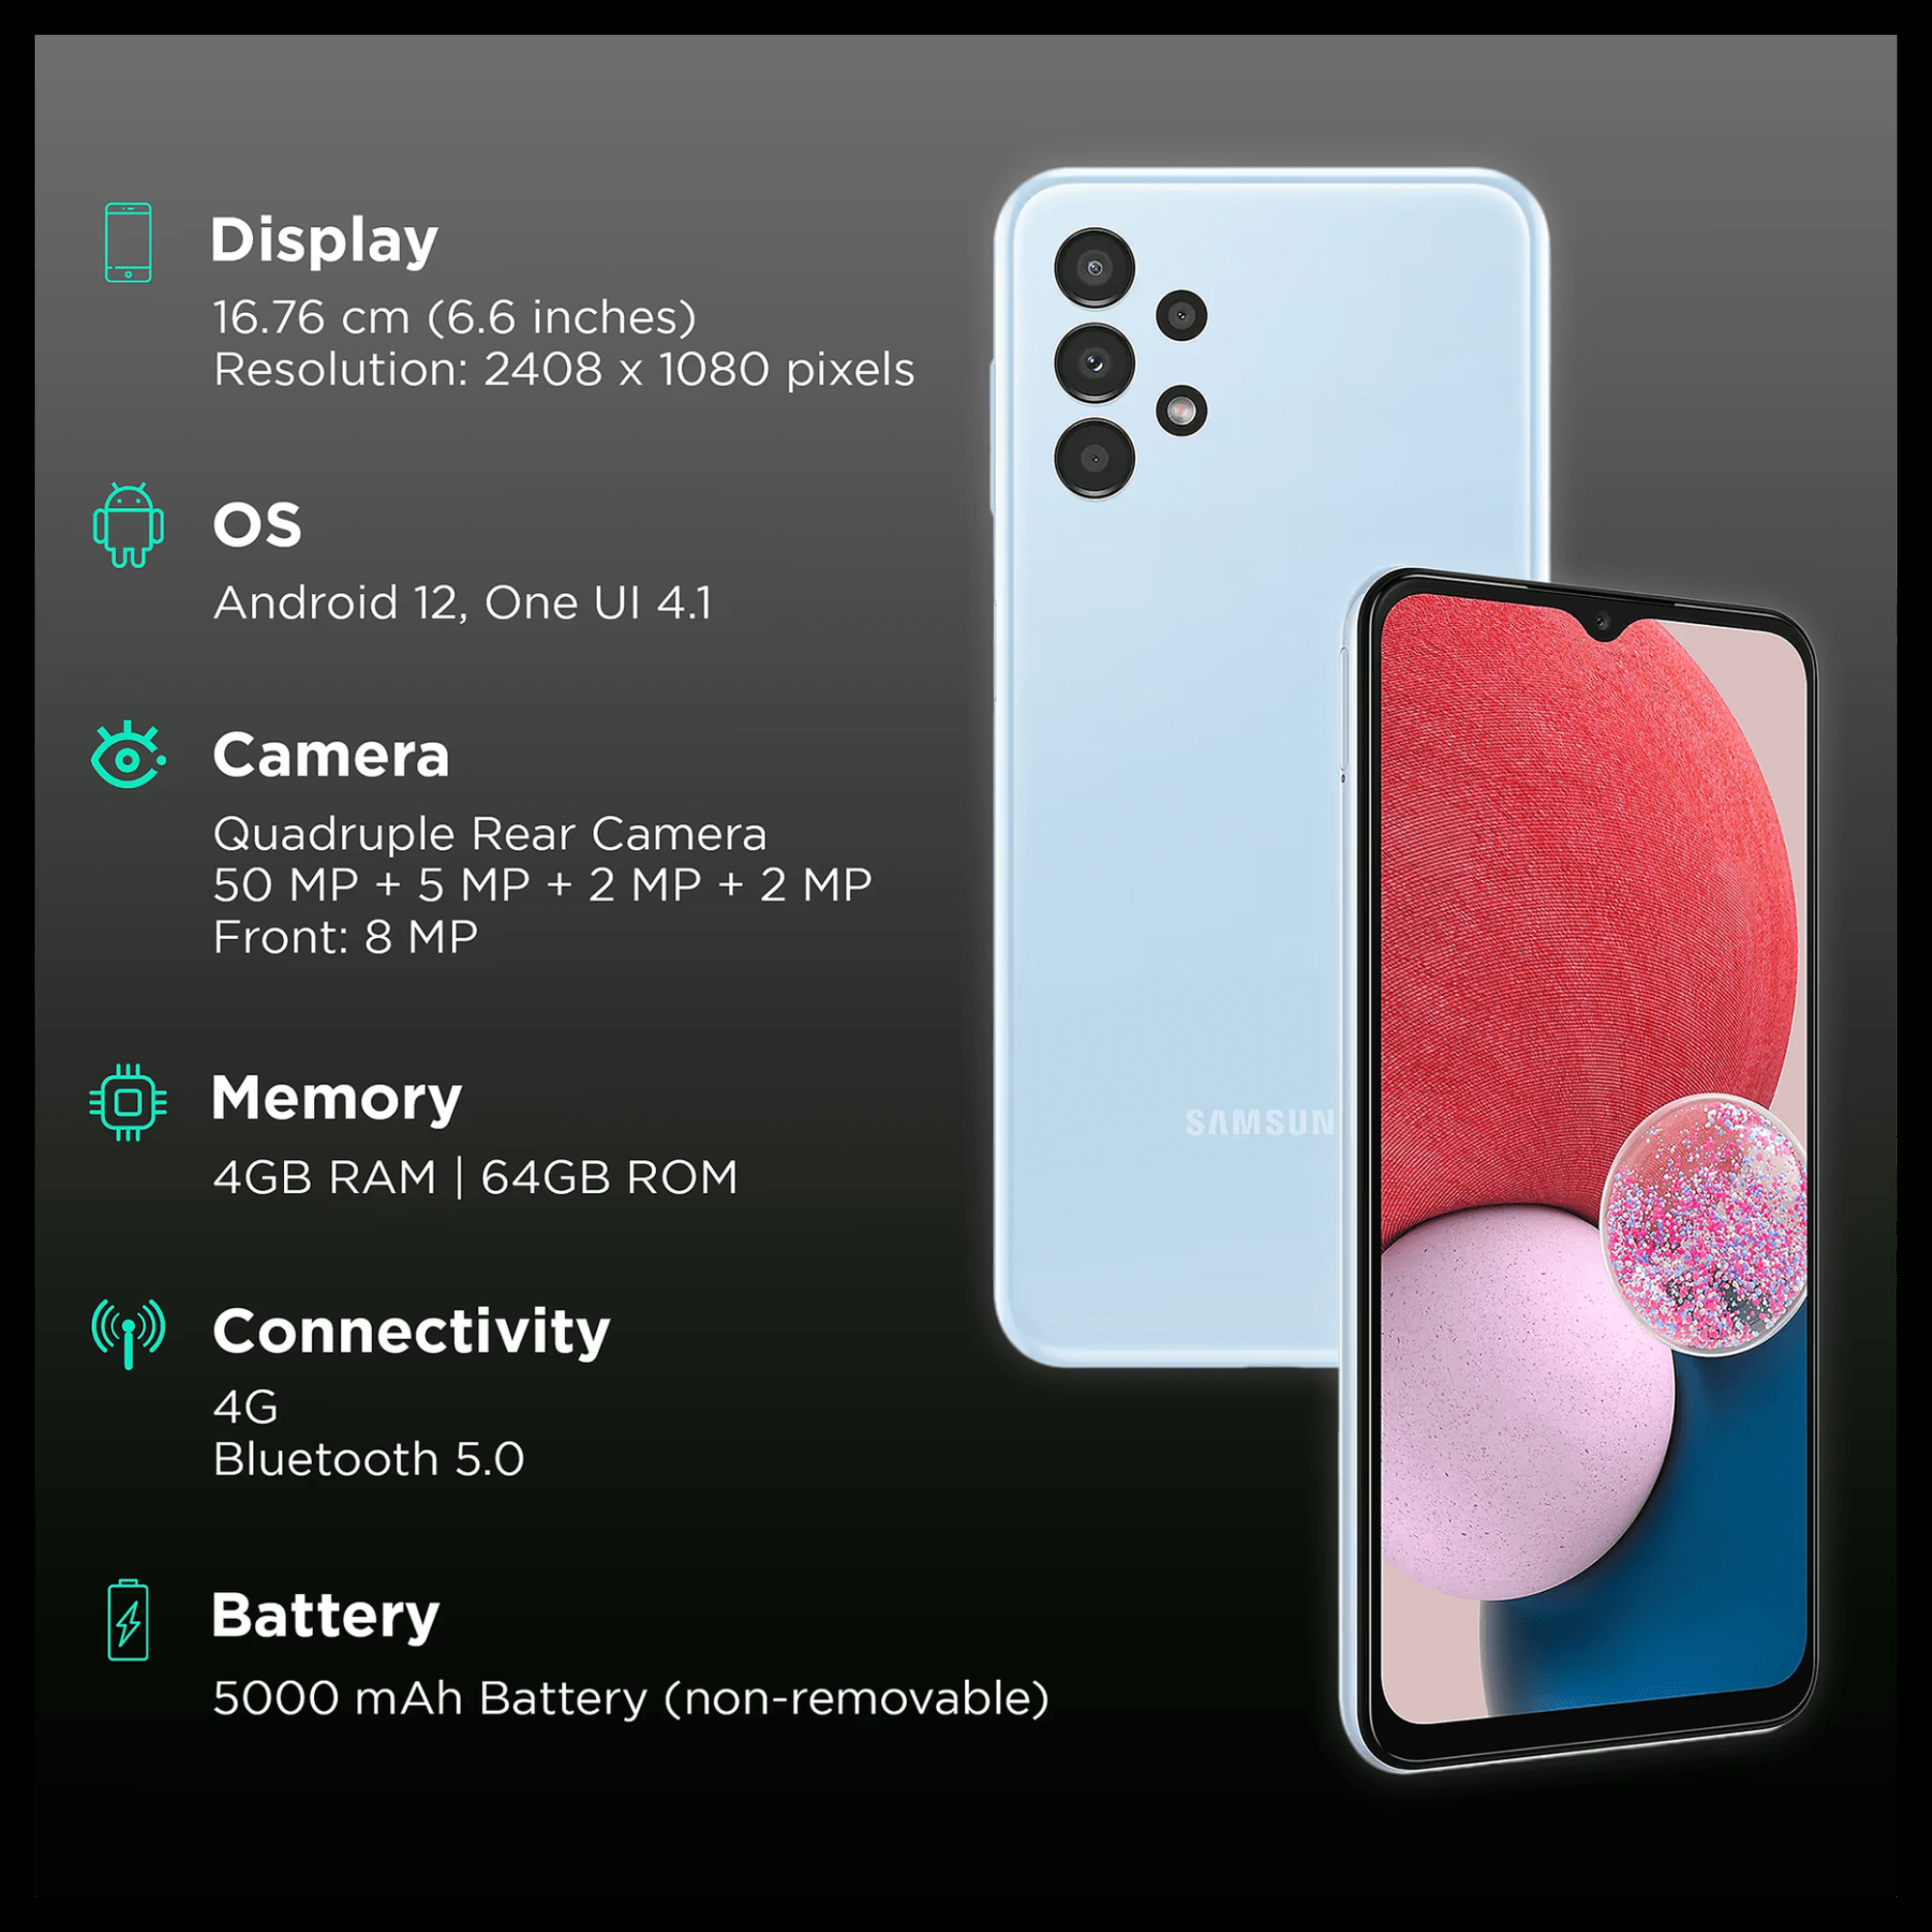 Display
16.76 cm (6.6 inches)
Resolution: 2408 x 1080 pixels
OS
Android 12, One UI 4.1
Camera
Quadruple Rear Camera
50 MP + 5 MP + 2 MP + 2 MP
Front: 8 MP
Memory
4GB RAM | 64GB ROM
Connectivity
4G
Bluetooth 5.0
Battery
5000 mAh Battery (non-removable)
SAMSUN